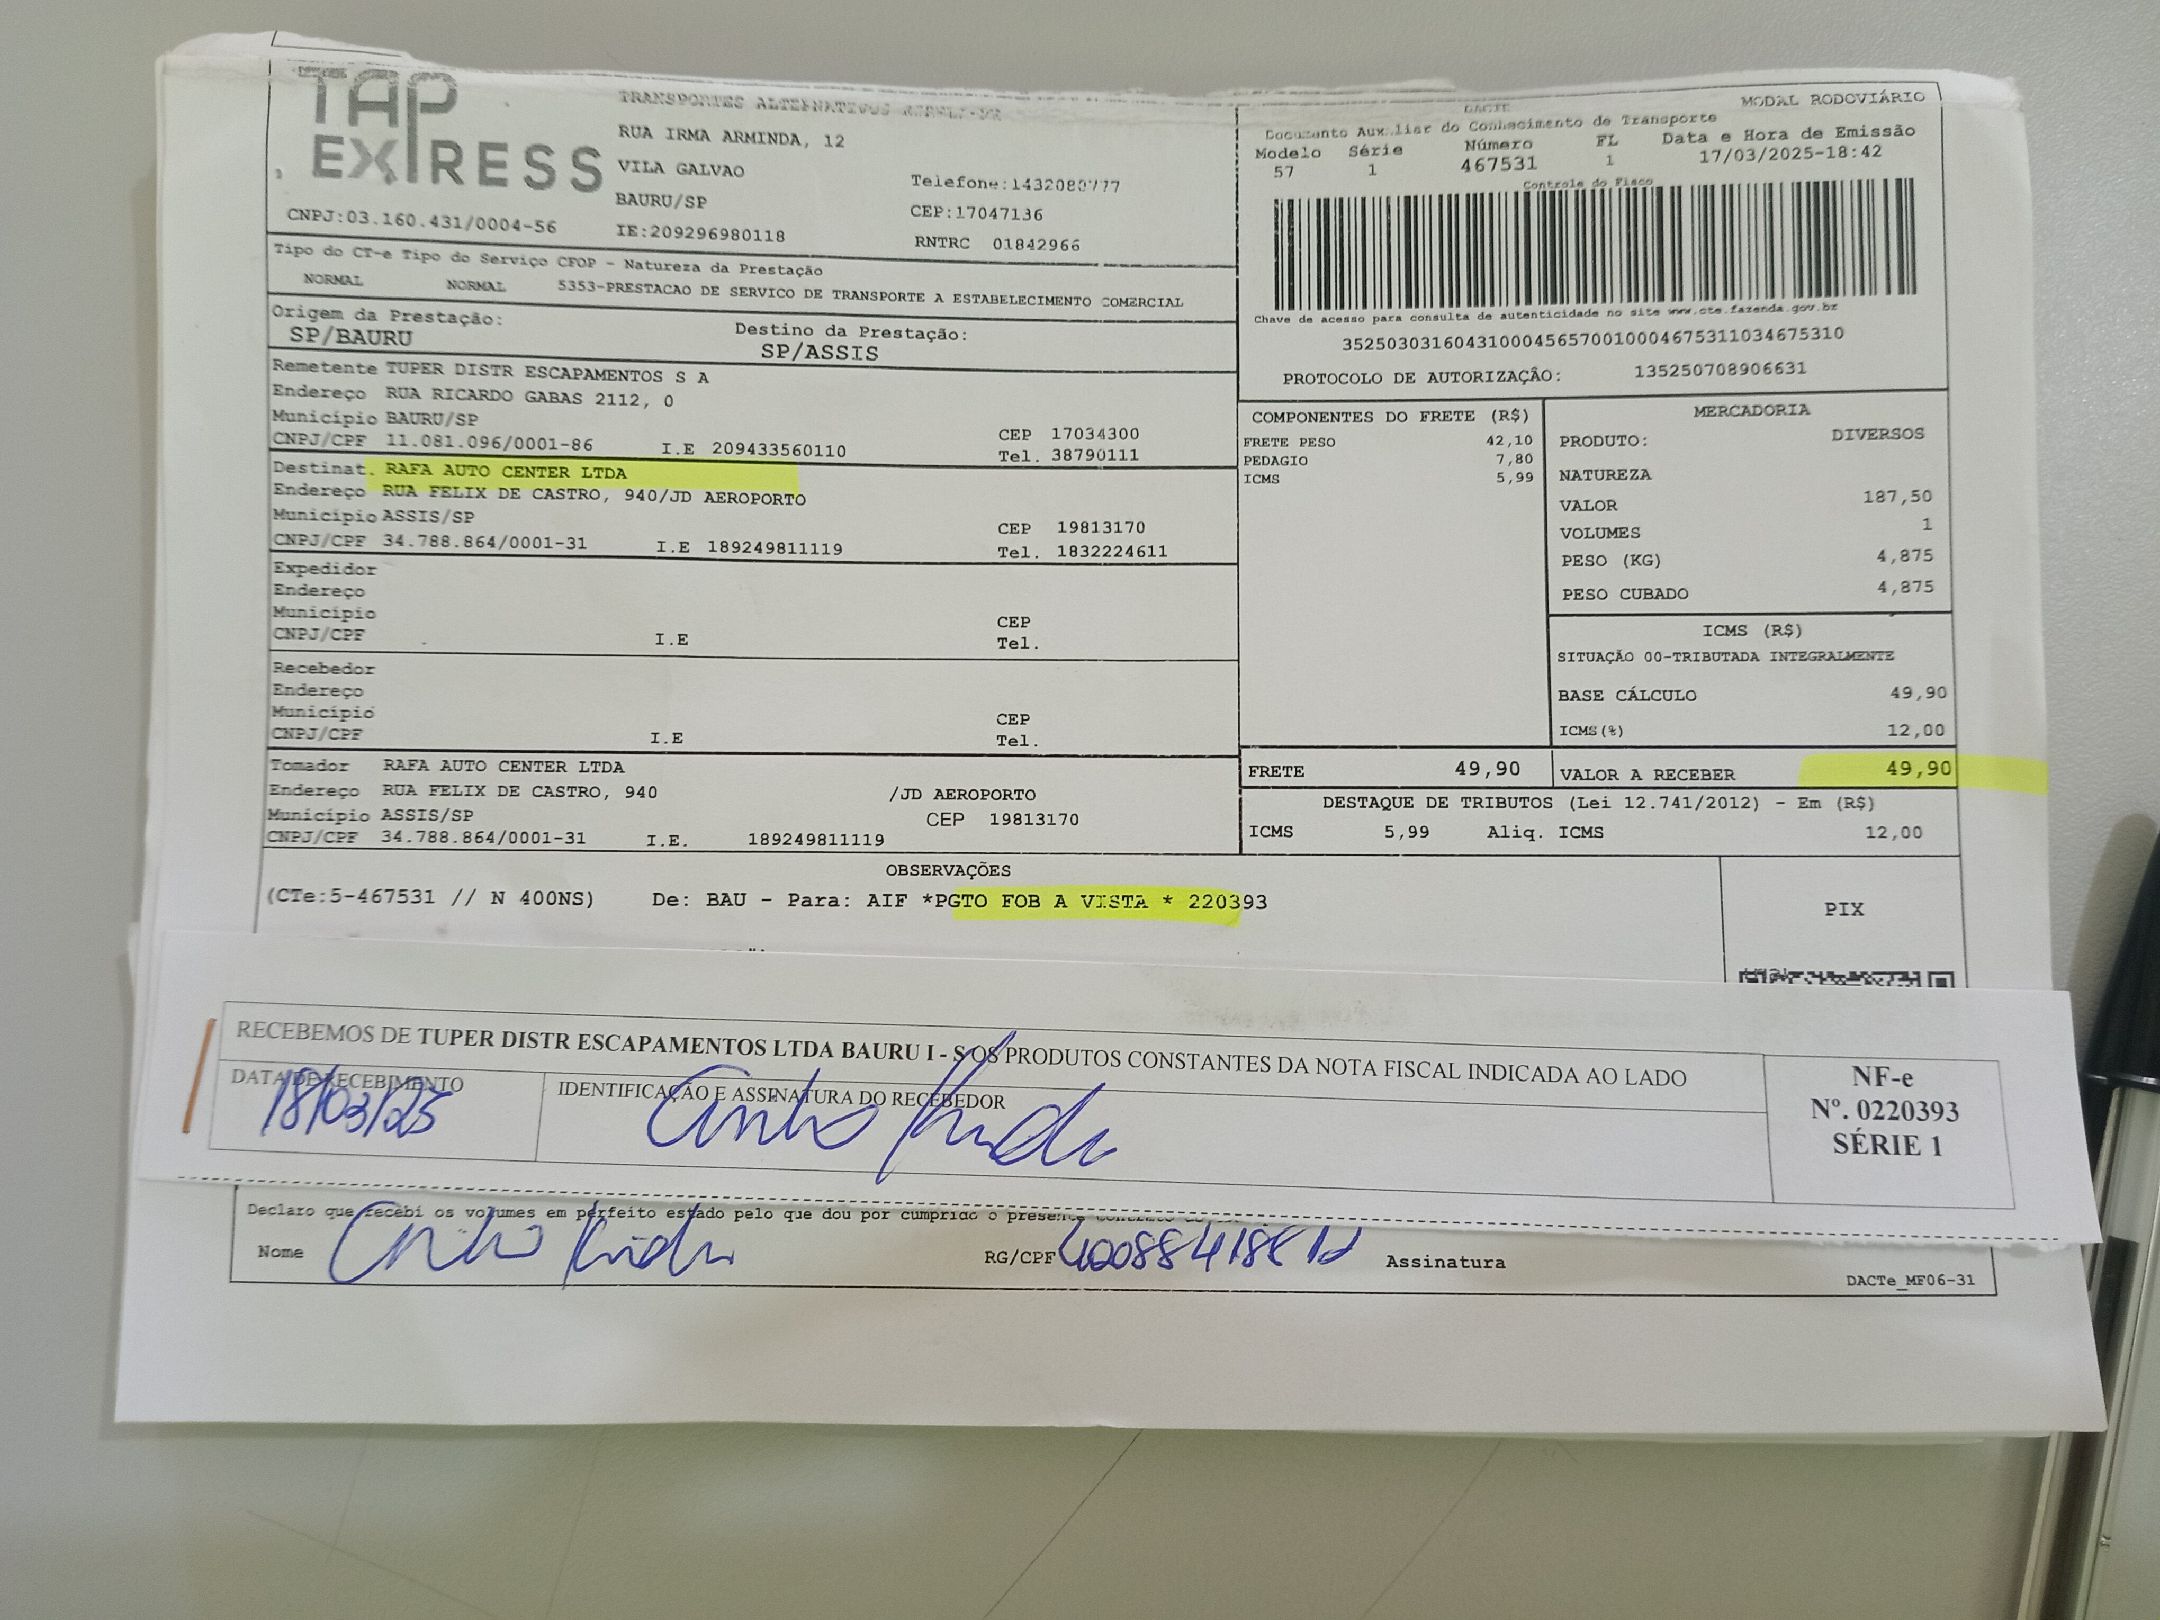 TAP
EXPRESS
CNPJ:03.160.431/0004-56
TRANSPORTES ALTERNATIVOS
RUA IRMA ARMINDA, 12
VILA GALVAO
BAURU/SP
IE:209296980118
Telefone:1432080777
CEP:17047136
RNTRC 01842966
DACTE
MODAL RODOVIÁRIO
Documento Auxiliar do Conhecimento de Transporte
Modelo Série Número FL Data e Hora de Emissão
57 1 467531 1 17/03/2025-18:42
Controle do Fisco
Chave de acesso para consulta de autenticidade no site www.cte.fazenda.gov.br
35250303160431000456570010004675311034675310
PROTOCOLO DE AUTORIZAÇÃO: 135250708906631
Tipo do CT-e Tipo do Serviço CFOP - Natureza da Prestação
NORMAL NORMAL 5353-PRESTACAO DE SERVICO DE TRANSPORTE A ESTABELECIMENTO COMERCIAL
Origem da Prestação: Destino da Prestação:
SP/BAURU SP/ASSIS
Remetente TUPER DISTR ESCAPAMENTOS S A
Endereço RUA RICARDO GABAS 2112, 0
Município BAURU/SP CEP 17034300
CNPJ/CPF 11.081.096/0001-86 I.E 209433560110 Tel. 38790111
Destinat. RAFA AUTO CENTER LTDA
Endereço RUA FELIX DE CASTRO, 940/JD AEROPORTO
Município ASSIS/SP CEP 19813170
CNPJ/CPF 34.788.864/0001-31 I.E 189249811119 Tel. 1832224611
Expedidor
Endereço
Município CEP
CNPJ/CPF I.E Tel.
Recebedor
Endereço
Município CEP
CNPJ/CPF I.E Tel.
Tomador RAFA AUTO CENTER LTDA
Endereço RUA FELIX DE CASTRO, 940 /JD AEROPORTO
Município ASSIS/SP CEP 19813170
CNPJ/CPF 34.788.864/0001-31 I.E. 189249811119
COMPONENTES DO FRETE (R$)
FRETE PESO 42,10
PEDAGIO 7,80
ICMS 5,99
MERCADORIA
PRODUTO: DIVERSOS
NATUREZA
VALOR 187,50
VOLUMES 1
PESO (KG) 4,875
PESO CUBADO 4,875
ICMS (R$)
SITUAÇÃO 00-TRIBUTADA INTEGRALMENTE
BASE CÁLCULO 49,90
ICMS(%) 12,00
FRETE 49,90 VALOR A RECEBER 49,90
DESTAQUE DE TRIBUTOS (Lei 12.741/2012) - Em (R$)
ICMS 5,99 Aliq. ICMS 12,00
OBSERVAÇÕES
(CTe:5-467531 // N 400NS) De: BAU - Para: AIF *PGTO FOB A VISTA * 220393
PIX
RECEBEMOS DE TUPER DISTR ESCAPAMENTOS LTDA BAURU I - S OS PRODUTOS CONSTANTES DA NOTA FISCAL INDICADA AO LADO
DATA DE RECEBIMENTO
18/03/25
IDENTIFICAÇÃO E ASSINATURA DO RECEBEDOR
NF-e
Nº. 0220393
SÉRIE 1
Declaro que recebi os volumes em perfeito estado pelo que dou por cumprido o presente
Nome RG/CPF Assinatura
DACTe_MF06-31